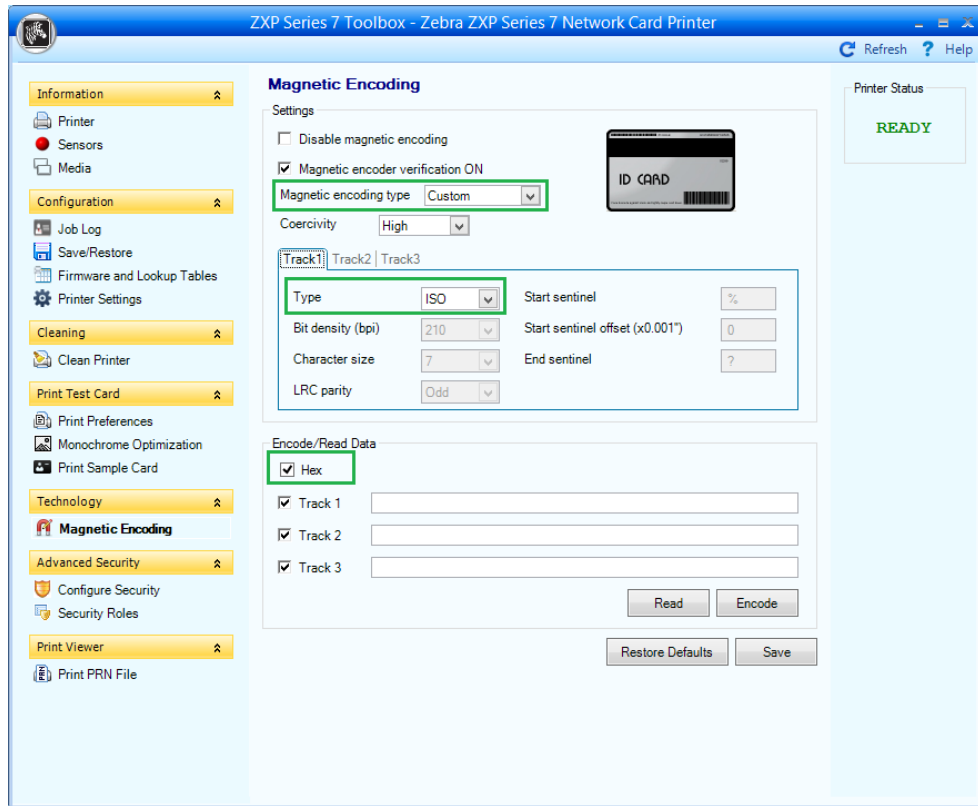 ZXP Series 7 Toolbox - Zebra ZXP Series 7 Network Card Printer
Refresh ? Help
Information
Printer
Sensors
Media
Configuration
Job Log
Save/Restore
Firmware and Lookup Tables
Printer Settings
Cleaning
Clean Printer
Print Test Card
Print Preferences
Monochrome Optimization
Print Sample Card
Technology
Magnetic Encoding
Advanced Security
Configure Security
Security Roles
Print Viewer
Print PRN File
Magnetic Encoding
Settings
Disable magnetic encoding
Magnetic encoder verification ON
Magnetic encoding type Custom
Coercivity High
ID CARD
Track1 Track2 Track3
Type ISO Start sentinel %
Bit density (bpi) 210 Start sentinel offset (x0.001") 0
Character size 7 End sentinel ?
LRC parity Odd
Encode/Read Data
Hex
Track 1
Track 2
Track 3
Read Encode
Restore Defaults Save
Printer Status
READY